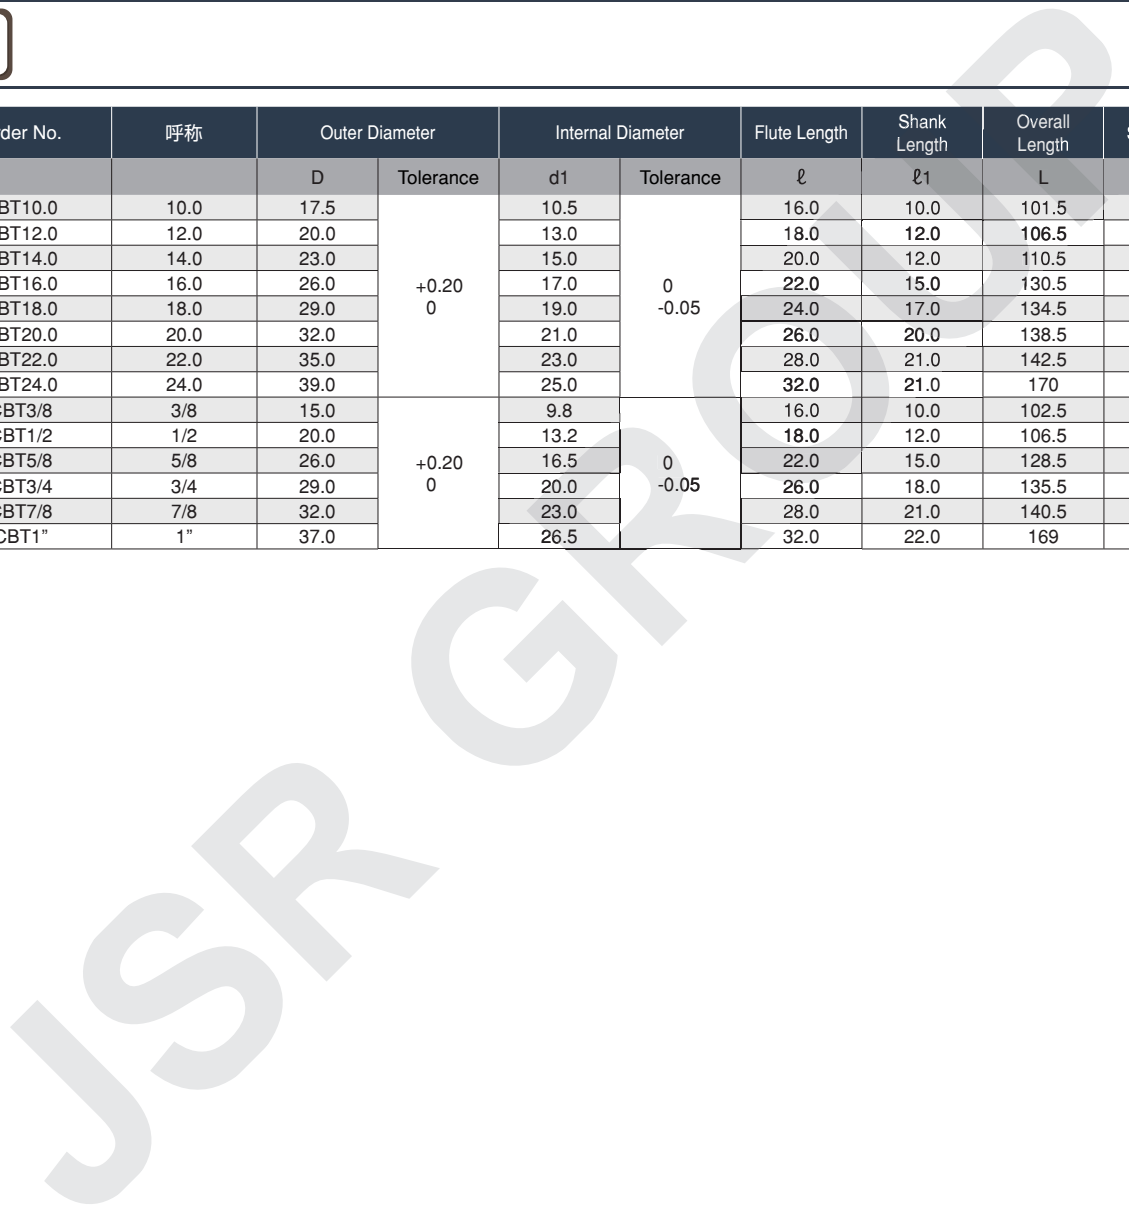 der No. 呼称 Outer Diameter Internal Diameter Flute Length Shank Length Overall Length
D Tolerance d1 Tolerance ℓ ℓ1 L
BT10.0 10.0 17.5 10.5 16.0 10.0 101.5
BT12.0 12.0 20.0 13.0 18.0 12.0 106.5
BT14.0 14.0 23.0 15.0 20.0 12.0 110.5
BT16.0 16.0 26.0 +0.20 17.0 0 22.0 15.0 130.5
BT18.0 18.0 29.0 0 19.0 -0.05 24.0 17.0 134.5
BT20.0 20.0 32.0 21.0 26.0 20.0 138.5
BT22.0 22.0 35.0 23.0 28.0 21.0 142.5
BT24.0 24.0 39.0 25.0 32.0 21.0 170
CBT3/8 3/8 15.0 9.8 16.0 10.0 102.5
CBT1/2 1/2 20.0 13.2 18.0 12.0 106.5
CBT5/8 5/8 26.0 +0.20 16.5 0 22.0 15.0 128.5
CBT3/4 3/4 29.0 0 20.0 -0.05 26.0 18.0 135.5
CBT7/8 7/8 32.0 23.0 28.0 21.0 140.5
CBT1” 1” 37.0 26.5 32.0 22.0 169
JSR GROUP